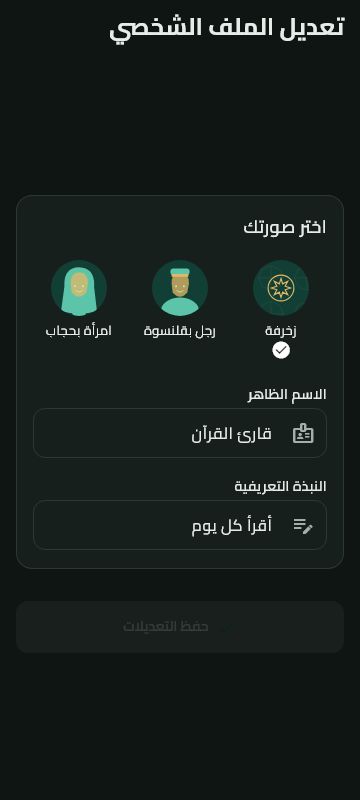 تعديل الملف الشخصي
اختر صورتك
زخرفة
رجل بقلنسوة
امرأة بحجاب
الاسم الظاهر
قارئ القرآن
النبذة التعريفية
أقرأ كل يوم
حفظ التعديلات